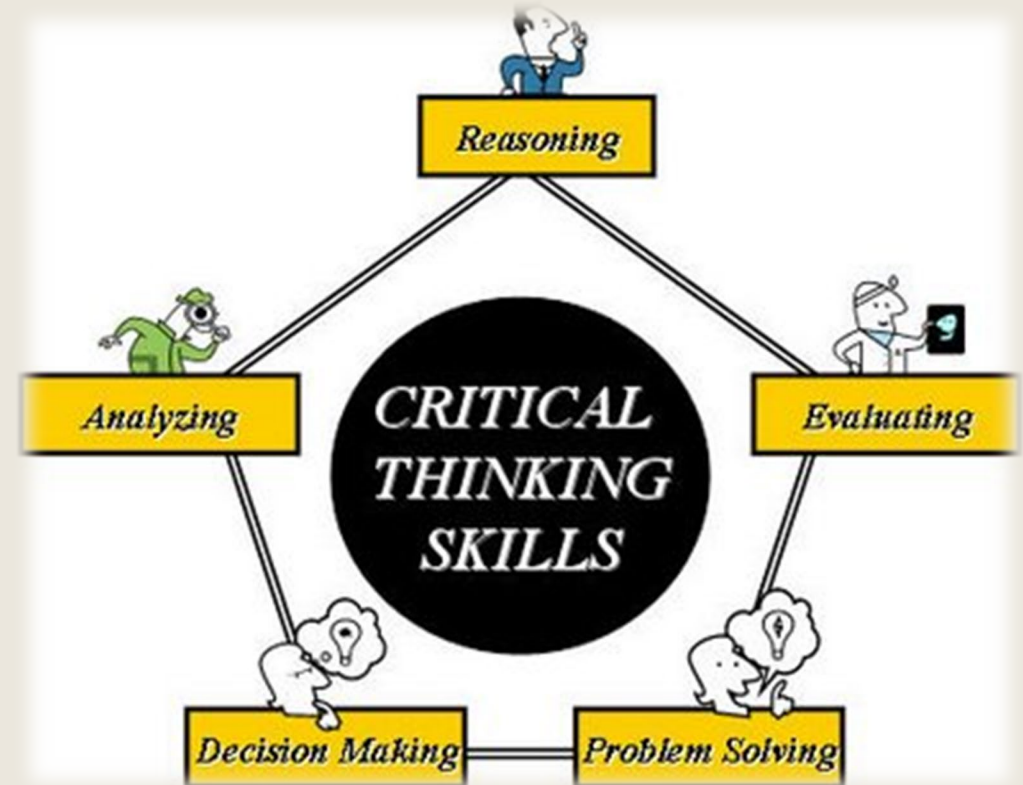 Reasoning
Analyzing
Evaluating
CRITICAL
THINKING
SKILLS
Decision Making
Problem Solving